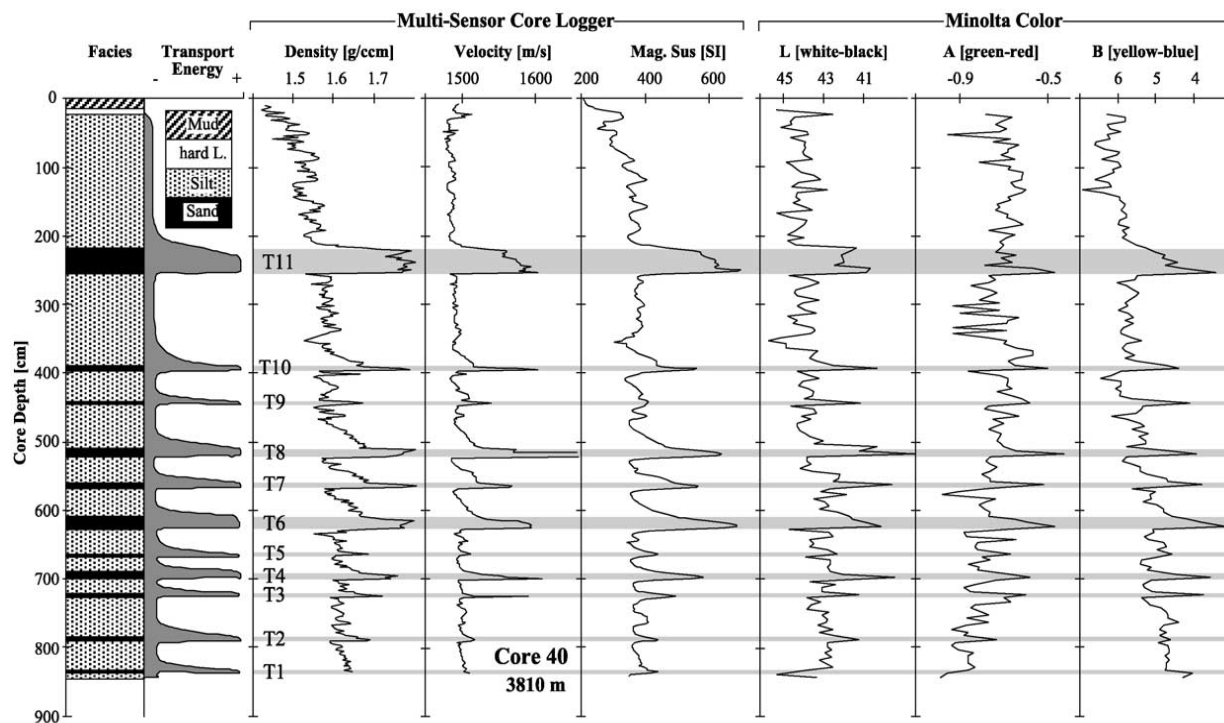 Multi-Sensor Core Logger
Minolta Color
Facies
Transport Energy
- +
Density [g/ccm]
1.5 1.6 1.7
Velocity [m/s]
1500 1600
Mag. Sus [SI]
200 400 600
L [white-black]
45 43 41
A [green-red]
-0.9 -0.5
B [yellow-blue]
6 5 4
Core Depth [cm]
0
100
200
300
400
500
600
700
800
900
Mud
hard L.
Silt
Sand
T11
T10
T9
T8
T7
T6
T5
T4
T3
T2
T1
Core 40
3810 m